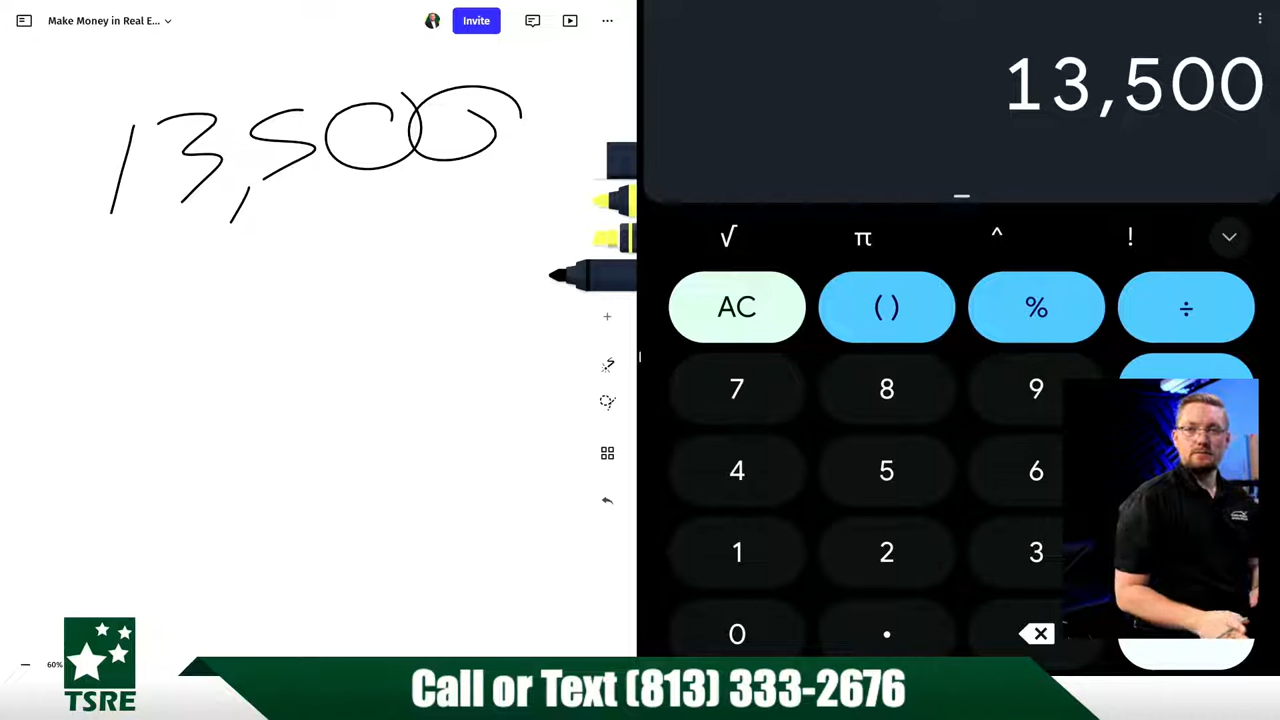 Make Money in Real E...
Invite
13,500
13,500
√ π ^ !
AC ( ) % ÷
7 8 9
4 5 6
1 2 3
0 .
60%
TSRE
Call or Text (813) 333-2676